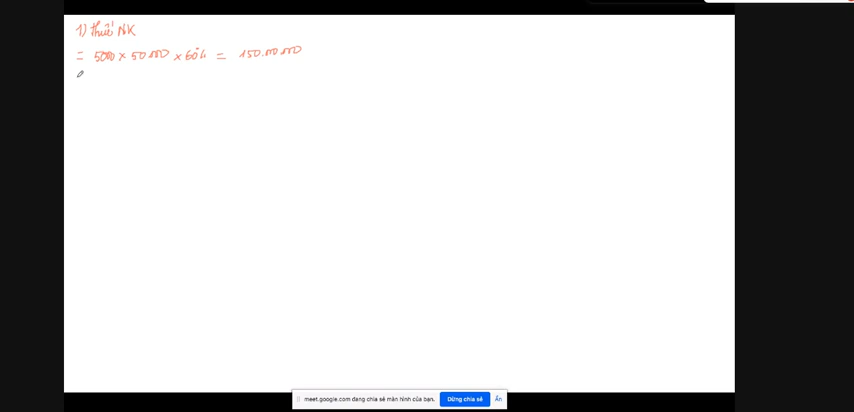 1) Thuế NK
= 5000 x 50 000 x 60% = 150.000.000
meet.google.com đang chia sẻ màn hình của bạn. Dừng chia sẻ Ẩn